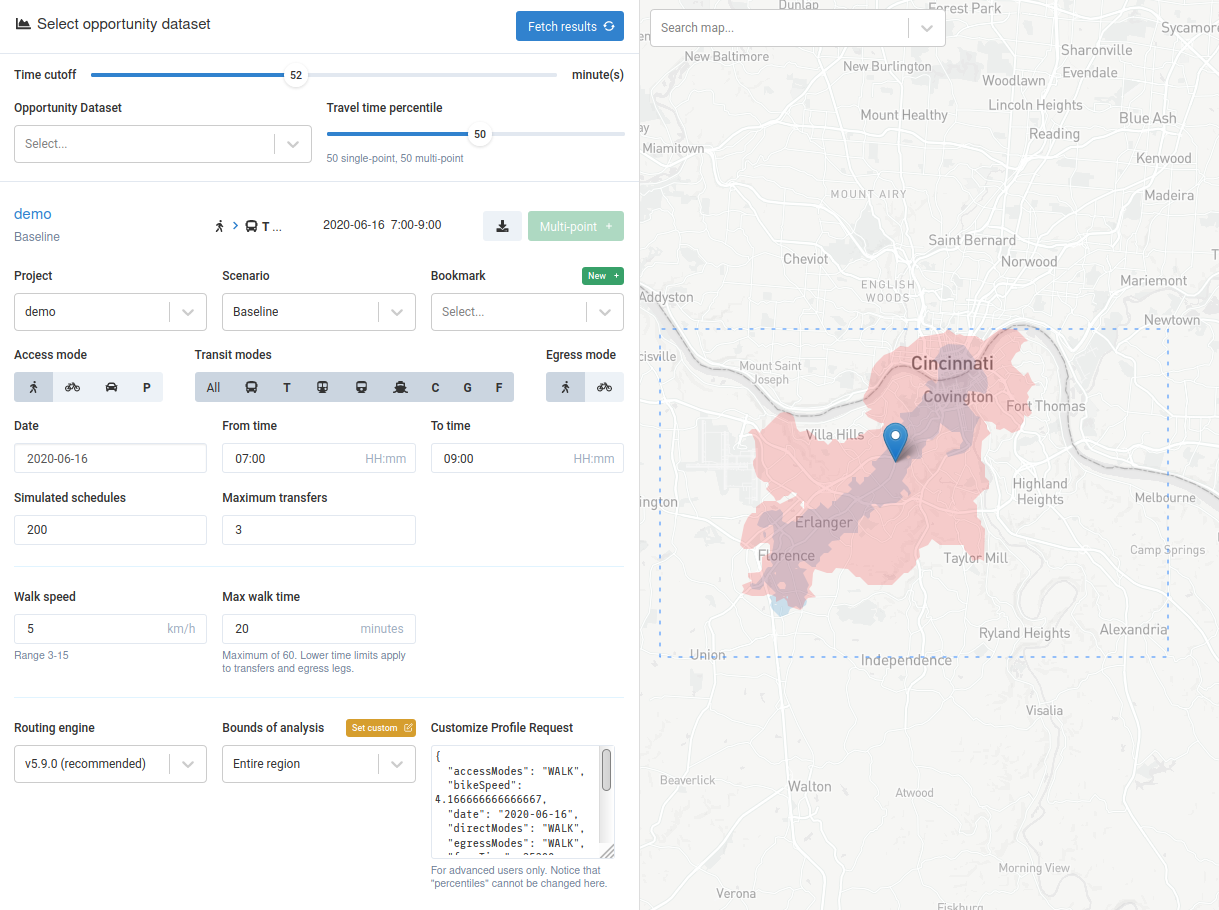 Select opportunity dataset
Fetch results
Time cutoff
52
minute(s)
Opportunity Dataset
Travel time percentile
Select...
50
50 single-point, 50 multi-point
demo
Baseline
T ...
2020-06-16 7:00-9:00
Multi-point +
Project
Scenario
Bookmark
New +
demo
Baseline
Select...
Access mode
Transit modes
Egress mode
P
All
T
C
G
F
Date
From time
To time
2020-06-16
07:00
HH:mm
09:00
HH:mm
Simulated schedules
Maximum transfers
200
3
Walk speed
Max walk time
5
km/h
20
minutes
Range 3-15
Maximum of 60. Lower time limits apply
to transfers and egress legs.
Routing engine
Bounds of analysis
Set custom
Customize Profile Request
v5.9.0 (recommended)
Entire region
{
"accessModes": "WALK",
"bikeSpeed":
4.166666666666667,
"date": "2020-06-16",
"directModes": "WALK",
"egressModes": "WALK",
For advanced users only. Notice that
"percentiles" cannot be changed here.
Search map...
Dunlap
Forest Park
Sycamore
Sharonville
New Baltimore
New Burlington
Evendale
Woodlawn
Lincoln Heights
Mount Healthy
Blue Ash
Reading
Miamitown
Kenwood
MOUNT AIRY
Madeira
Saint Bernard
Cheviot
Norwood
Mariemont
ENGLISH
WOODS
Addyston
Newtown
Mount Saint
Joseph
Cincinnati
Covington
Fort Thomas
Villa Hills
Highland
Heights
Melbourne
Erlanger
Camp Springs
Florence
Taylor Mill
Ryland Heights
Alexandria
Union
Independence
Visalia
Beaverlick
Walton
Atwood
Morning View
Verona
Fiskburg